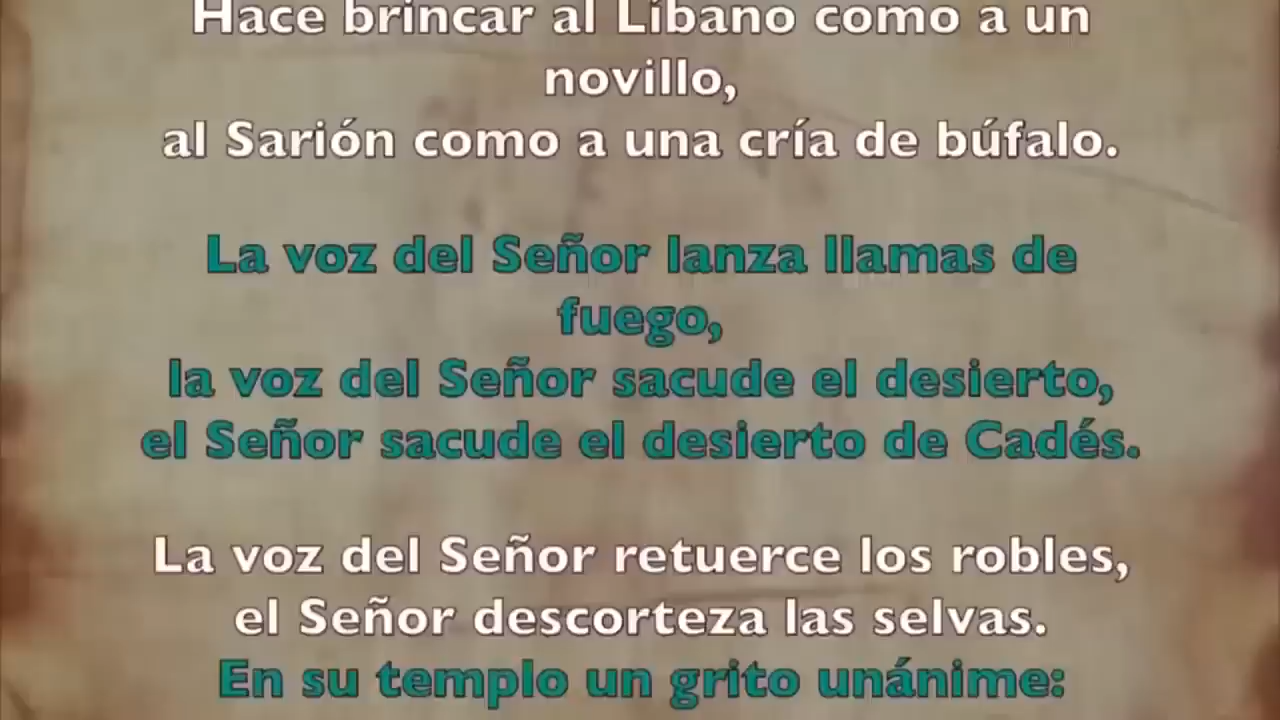 Hace brincar al Líbano como a un
novillo,
al Sarión como a una cría de búfalo.
La voz del Señor lanza llamas de
fuego,
la voz del Señor sacude el desierto,
el Señor sacude el desierto de Cadés.
La voz del Señor retuerce los robles,
el Señor descorteza las selvas.
En su templo un grito unánime: